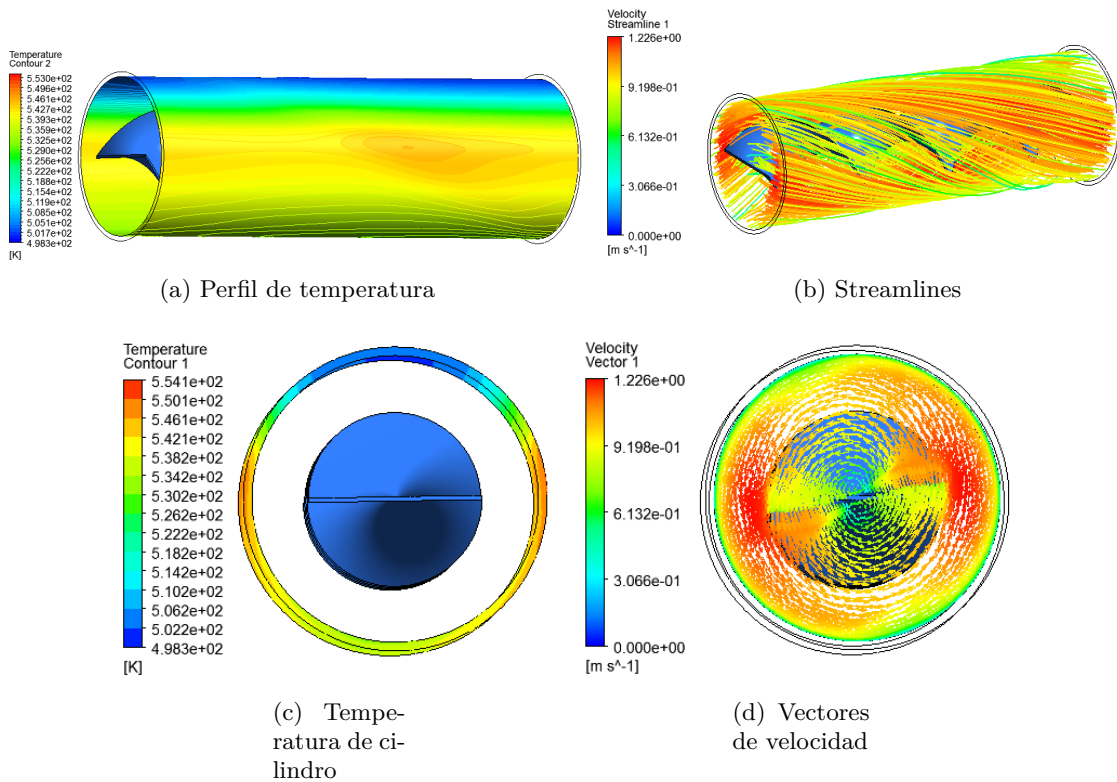 Temperature
Contour 2
5.530e+02
5.496e+02
5.461e+02
5.427e+02
5.393e+02
5.359e+02
5.325e+02
5.290e+02
5.256e+02
5.222e+02
5.188e+02
5.154e+02
5.119e+02
5.085e+02
5.051e+02
5.017e+02
4.983e+02
[K]
Velocity
Streamline 1
1.226e+00
9.198e-01
6.132e-01
3.066e-01
0.000e+00
[m s^-1]
(a) Perfil de temperatura
(b) Streamlines
Temperature
Contour 1
5.541e+02
5.501e+02
5.461e+02
5.421e+02
5.382e+02
5.342e+02
5.302e+02
5.262e+02
5.222e+02
5.182e+02
5.142e+02
5.102e+02
5.062e+02
5.022e+02
4.983e+02
[K]
Velocity
Vector 1
1.226e+00
9.198e-01
6.132e-01
3.066e-01
0.000e+00
[m s^-1]
(c) Tempe-
ratura de ci-
lindro
(d) Vectores
de velocidad